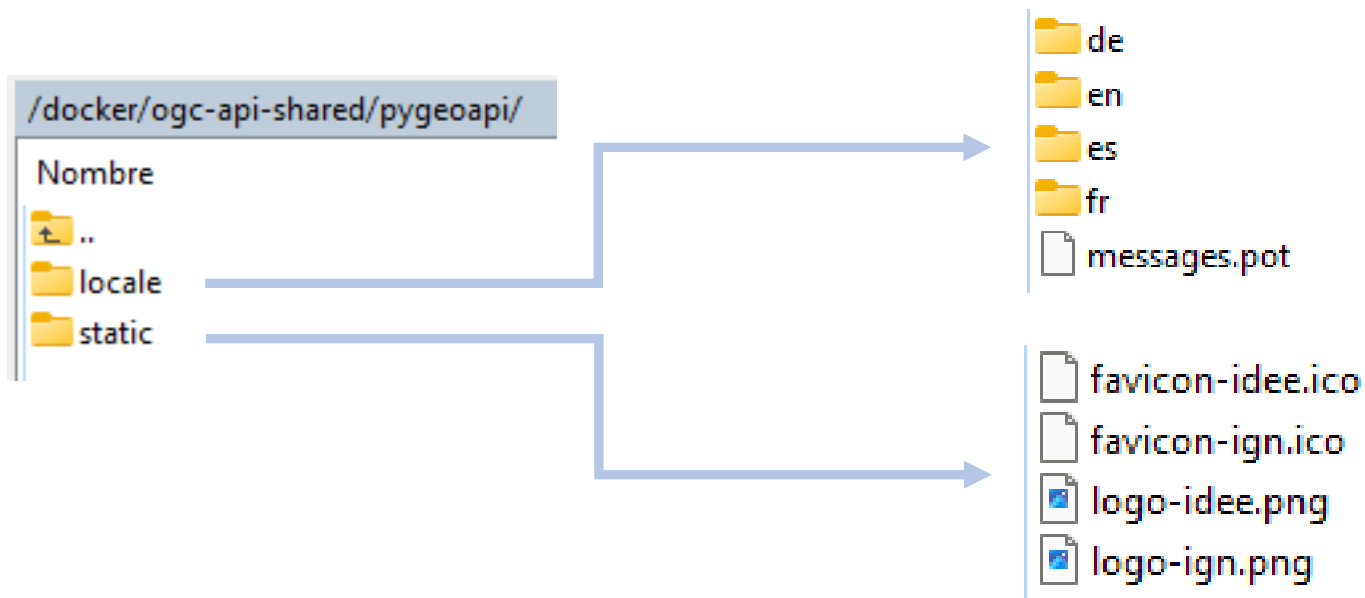 /docker/ogc-api-shared/pygeoapi/
Nombre
..
locale
static
de
en
es
fr
messages.pot
favicon-idee.ico
favicon-ign.ico
logo-idee.png
logo-ign.png